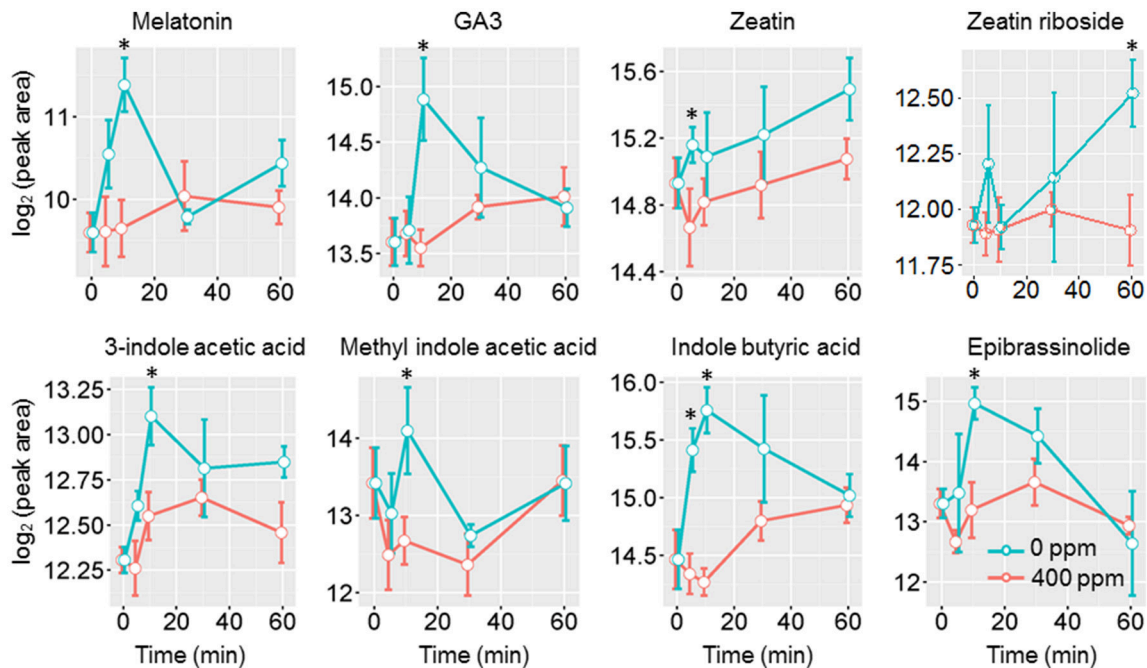 Melatonin GA3 Zeatin Zeatin riboside
* * * *
log₂ (peak area)
11
10
15.0
14.5
14.0
13.5
15.6
15.2
14.8
14.4
12.50
12.25
12.00
11.75
0 20 40 60 0 20 40 60 0 20 40 60 0 20 40 60
3-indole acetic acid Methyl indole acetic acid Indole butyric acid Epibrassinolide
* * * * *
log₂ (peak area)
13.25
13.00
12.75
12.50
12.25
14
13
12
16.0
15.5
15.0
14.5
15
14
13
12
0 ppm
400 ppm
0 20 40 60 0 20 40 60 0 20 40 60 0 20 40 60
Time (min) Time (min) Time (min) Time (min)